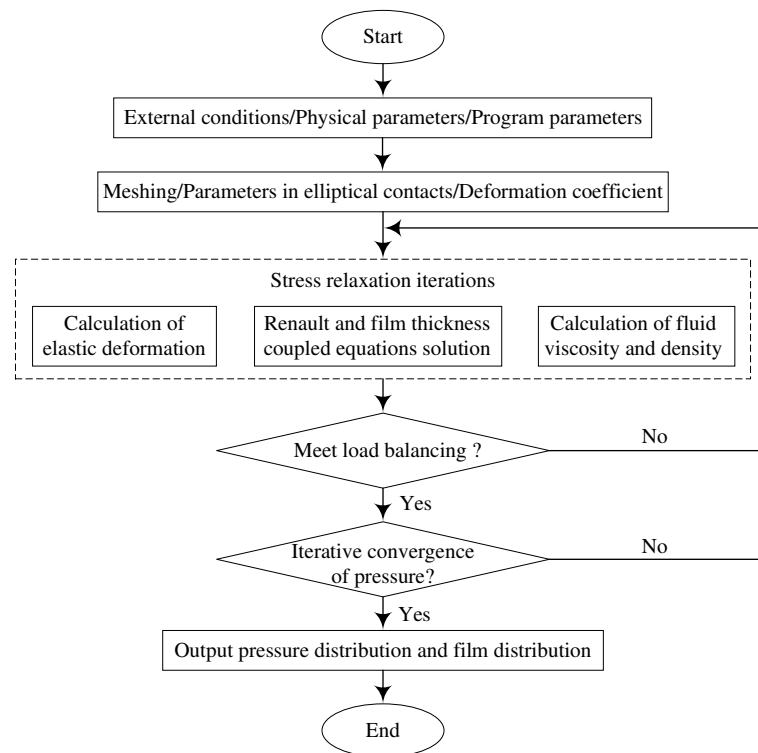 Start
External conditions/Physical parameters/Program parameters
Meshing/Parameters in elliptical contacts/Deformation coefficient
Stress relaxation iterations
Calculation of
elastic deformation
Renault and film thickness
coupled equations solution
Calculation of fluid
viscosity and density
Meet load balancing ?
No
Yes
Iterative convergence
of pressure?
No
Yes
Output pressure distribution and film distribution
End